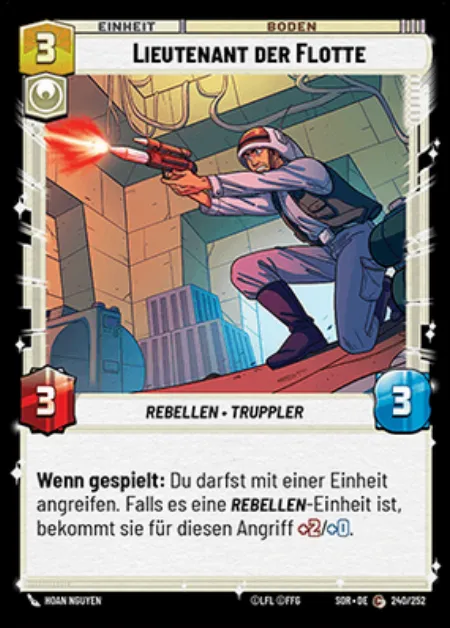 EINHEIT
BODEN
3
LIEUTENANT DER FLOTTE
3
REBELLEN • TRUPPLER
3
Wenn gespielt: Du darfst mit einer Einheit
angreifen. Falls es eine REBELLEN-Einheit ist,
bekommt sie für diesen Angriff +2/+0.
HOAN NGUYEN
©LFL ©FFG
SOR • DE C 240/252